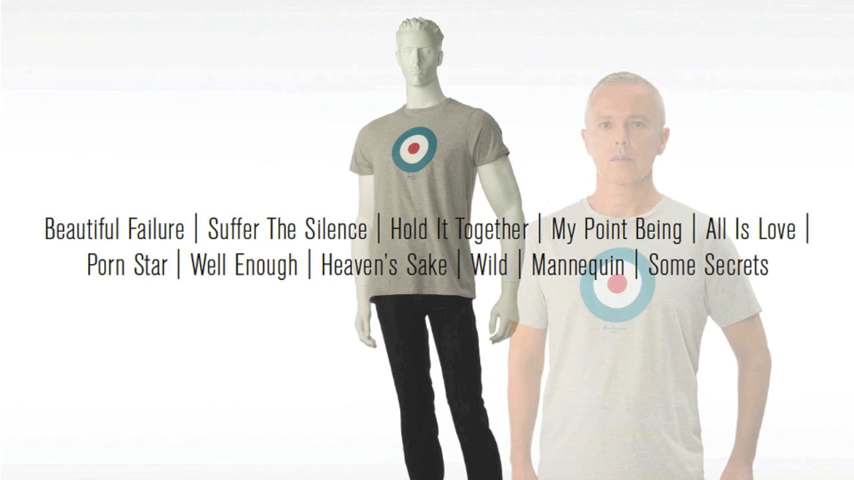 Beautiful Failure | Suffer The Silence | Hold It Together | My Point Being | All Is Love |
Porn Star | Well Enough | Heaven's Sake | Wild | Mannequin | Some Secrets